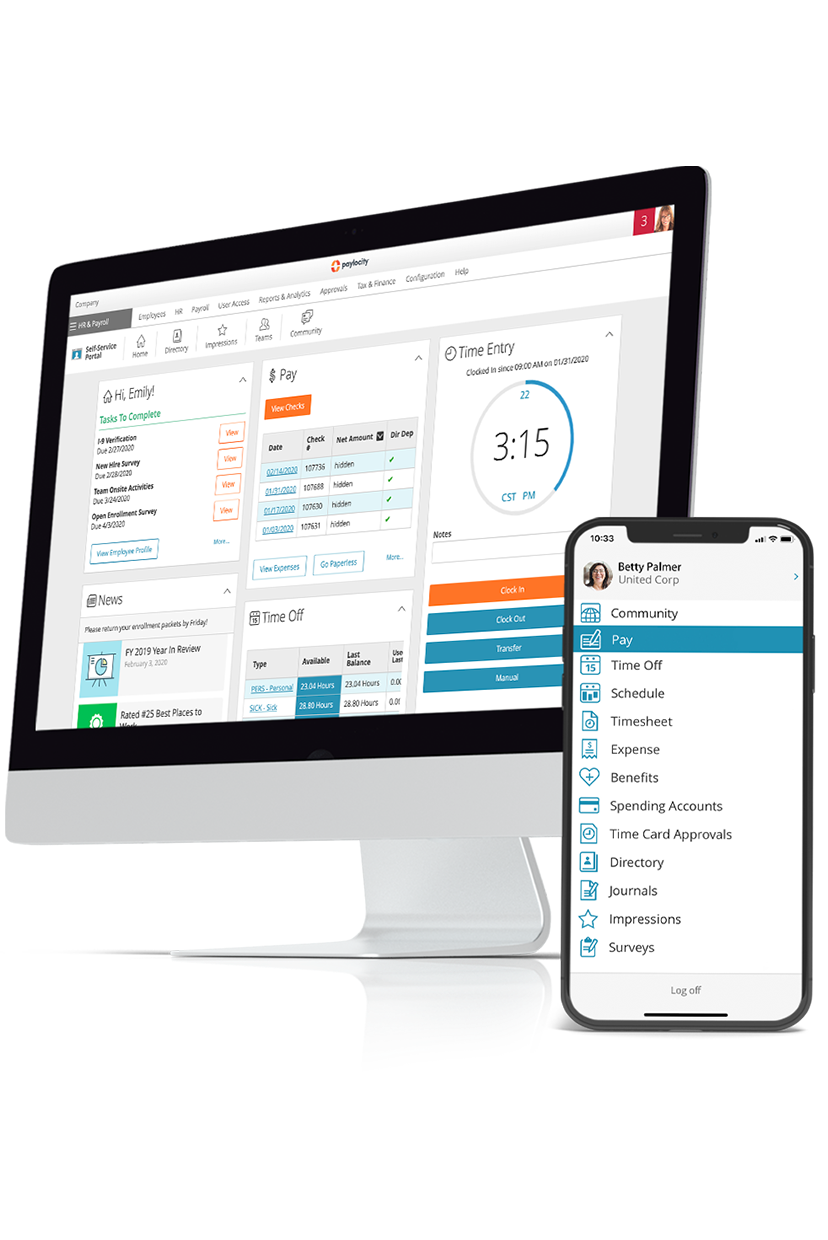 3
paylocity
Company
HR & Payroll
Employees HR Payroll User Access Reports & Analytics Approvals Tax & Finance Configuration Help
Self-Service
Portal
Home Directory Impressions Teams Community
Hi, Emily!
Tasks To Complete
I-9 Verification
Due 2/27/2020
View
New Hire Survey
Due 2/28/2020
View
Team Onsite Activities
Due 3/24/2020
View
Open Enrollment Survey
Due 4/3/2020
View
More...
View Employee Profile
News
Please return your enrollment packets by Friday!
FY 2019 Year In Review
February 3, 2020
Rated #25 Best Places to
Work
$ Pay
View Checks
Date Check # Net Amount Dir Dep
02/14/2020 107736 hidden ✓
01/31/2020 107688 hidden ✓
01/17/2020 107630 hidden ✓
01/03/2020 107631 hidden ✓
View Expenses Go Paperless More...
15 Time Off
Type Available Last Balance
PERS - Personal 23.04 Hours 23.04 Hours
SICK - Sick 28.80 Hours 28.80 Hours
Time Entry
Clocked In since 09:00 AM on 01/31/2020
22
3:15
CST PM
Notes
Clock In
Clock Out
Transfer
Manual
10:33
Betty Palmer
United Corp
Community
Pay
15 Time Off
Schedule
Timesheet
$ Expense
Benefits
Spending Accounts
Time Card Approvals
Directory
Journals
Impressions
Surveys
Log off